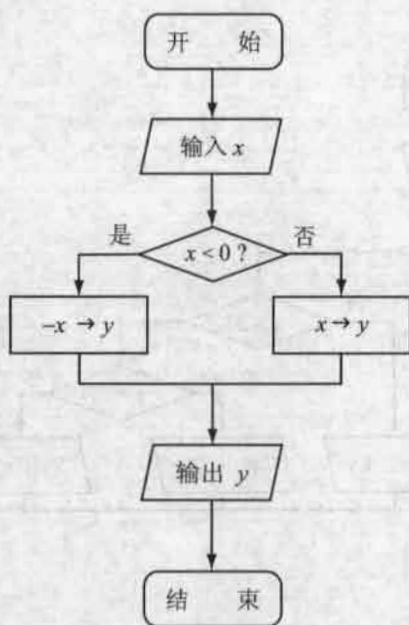 开 始
输入 x
是
x < 0 ?
否
-x → y
x → y
输出 y
结 束